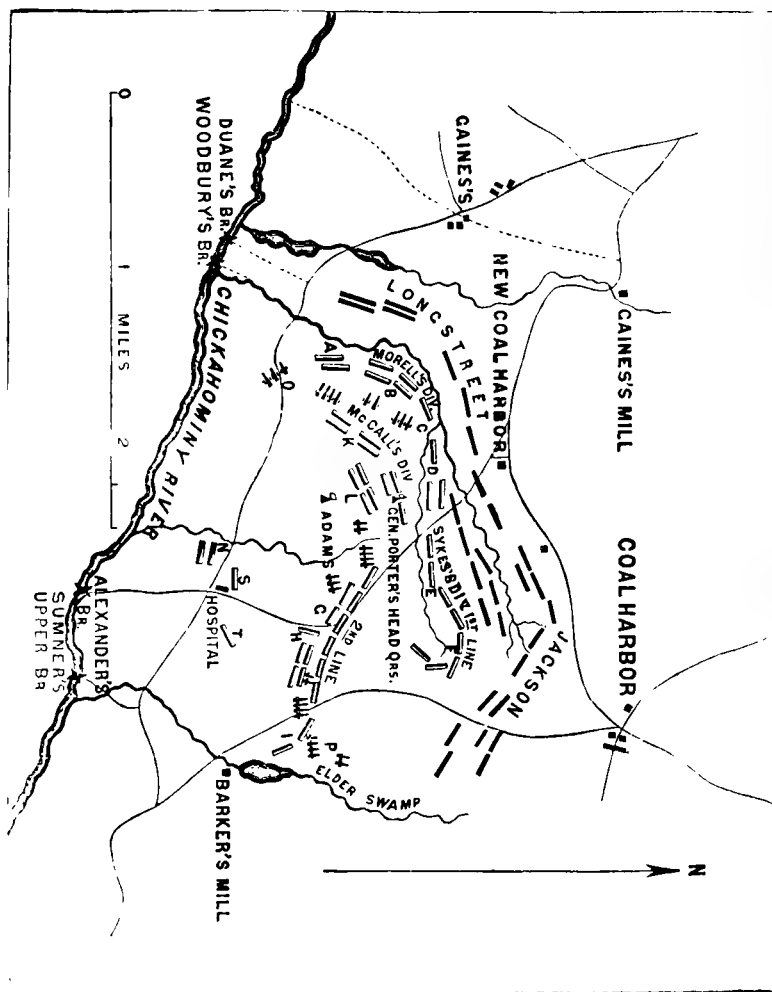 N
COAL HARBOR
GAINES'S MILL
NEW COAL HARBOR
GAINES'S
LONGSTREET
JACKSON
MORELL'S DIV
McCALL'S DIV
SYKES'S DIV. 1ST LINE
GEN. PORTER'S HEAD QRS.
ADAMS
2ND LINE
A
B
C
D
E
F
K
L
O
C
H
I
P
N
S
T
HOSPITAL
ELDER SWAMP
BARKER'S MILL
DUANE'S BR.
WOODBURY'S BR.
CHICKAHOMINY RIVER
ALEXANDER'S
BR.
SUMNER'S
UPPER BR
0
1
2
MILES